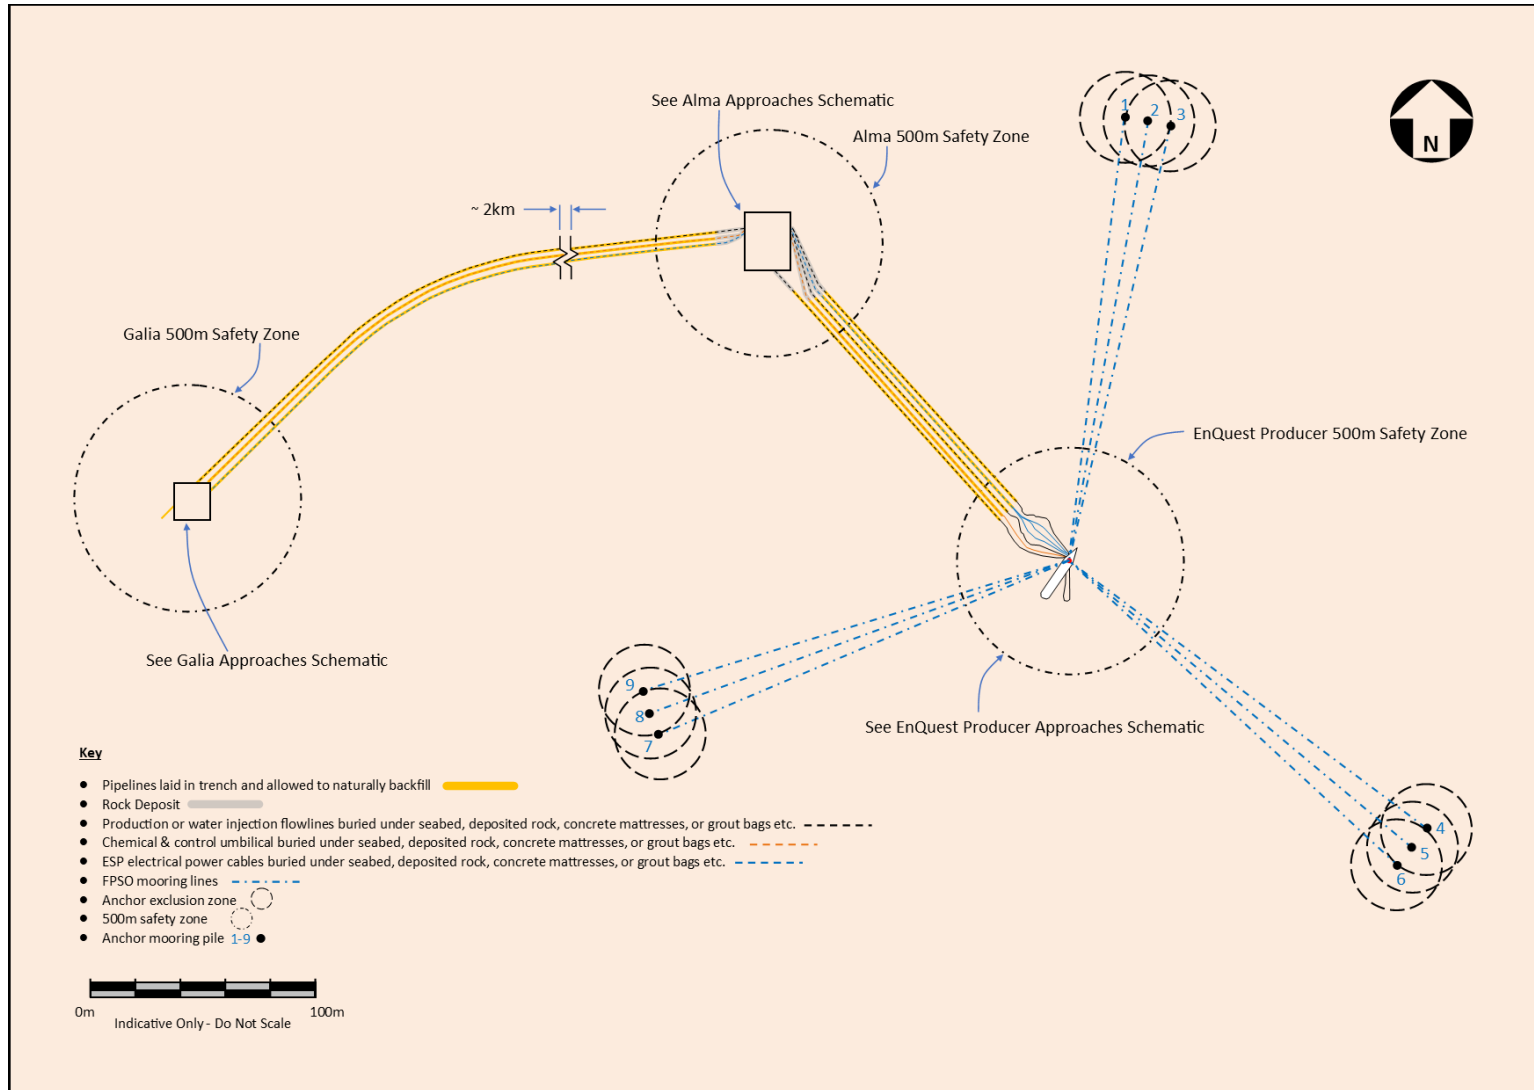 See Alma Approaches Schematic
Alma 500m Safety Zone
1
2
3
N
~ 2km
Galia 500m Safety Zone
EnQuest Producer 500m Safety Zone
See Galia Approaches Schematic
9
8
7
See EnQuest Producer Approaches Schematic
4
5
6
Key
● Pipelines laid in trench and allowed to naturally backfill
● Rock Deposit
● Production or water injection flowlines buried under seabed, deposited rock, concrete mattresses, or grout bags etc.
● Chemical & control umbilical buried under seabed, deposited rock, concrete mattresses, or grout bags etc.
● ESP electrical power cables buried under seabed, deposited rock, concrete mattresses, or grout bags etc.
● FPSO mooring lines
● Anchor exclusion zone
● 500m safety zone
● Anchor mooring pile 1-9
0m
100m
Indicative Only - Do Not Scale